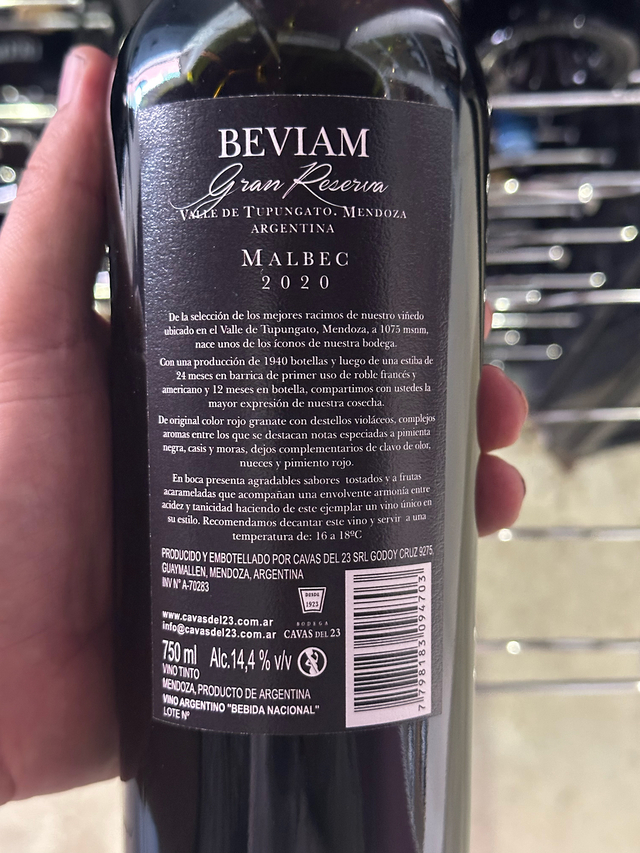 BEVIAM
Gran Reserva
VALLE DE TUPUNGATO. MENDOZA
ARGENTINA
MALBEC
2020
De la selección de los mejores racimos de nuestro viñedo
ubicado en el Valle de Tupungato, Mendoza, a 1075 msnm,
nace unos de los íconos de nuestra bodega.
Con una producción de 1940 botellas y luego de una estiba de
24 meses en barrica de primer uso de roble francés y
americano y 12 meses en botella, compartimos con ustedes la
mayor expresión de nuestra cosecha.
De original color rojo granate con destellos violáceos, complejos
aromas entre los que se destacan notas especiadas a pimienta
negra, casis y moras, dejos complementarios de clavo de olor,
nueces y pimiento rojo.
En boca presenta agradables sabores tostados y a frutas
acarameladas que acompañan una envolvente armonía entre
acidez y tanicidad haciendo de este ejemplar un vino único en
su estilo. Recomendamos decantar este vino y servir a una
temperatura de: 16 a 18ºC
PRODUCIDO Y EMBOTELLADO POR CAVAS DEL 23 SRL GODOY CRUZ 9275,
GUAYMALLEN, MENDOZA, ARGENTINA
INV Nº A-70283
DESDE
1923
BODEGA
CAVAS DEL 23
www.cavasdel23.com.ar
info@cavasdel23.com.ar
750 ml Alc.14,4 % v/v
VINO TINTO
MENDOZA, PRODUCTO DE ARGENTINA
VINO ARGENTINO "BEBIDA NACIONAL"
LOTE Nº
7 798183 094703